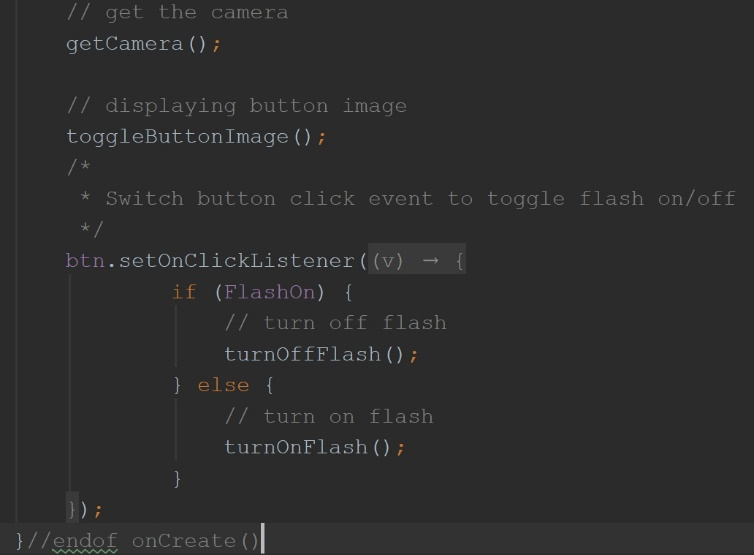 // get the camera
getCamera();
// displaying button image
toggleButtonImage();
/*
* Switch button click event to toggle flash on/off
*/
btn.setOnClickListener((v) → {
if (FlashOn) {
// turn off flash
turnOffFlash();
} else {
// turn on flash
turnOnFlash();
}
});
}//endof onCreate()